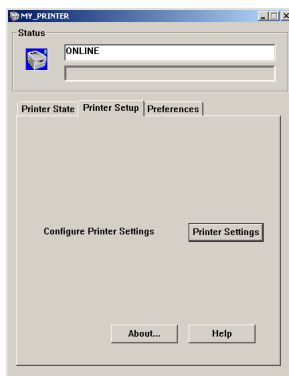 MY_PRINTER
Status
ONLINE
Printer State Printer Setup Preferences
Configure Printer Settings Printer Settings
About... Help